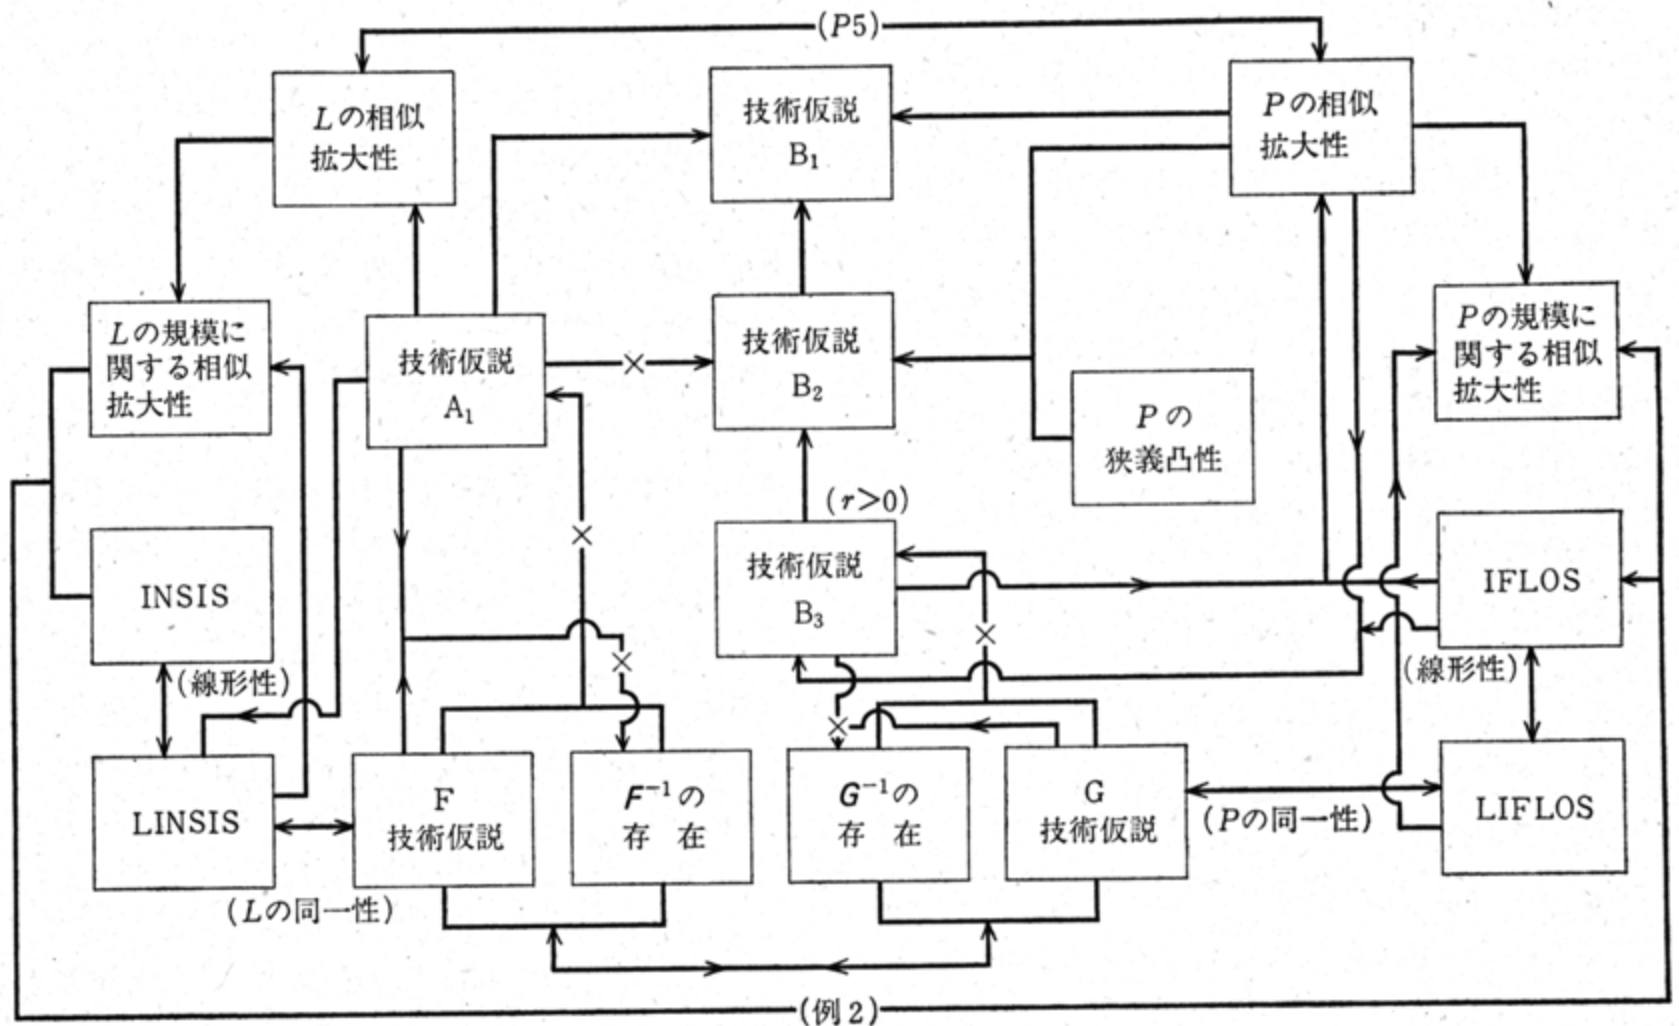 (P5)
Lの相似
拡大性
技術仮説
B₁
Pの相似
拡大性
Lの規模に
関する相似
拡大性
技術仮説
A₁
×
技術仮説
B₂
Pの
狭義凸性
Pの規模に
関する相似
拡大性
INSIS
(線形性)
×
×
(r>0)
技術仮説
B₃
×
×
IFLOS
(線形性)
LINSIS
(Lの同一性)
F
技術仮説
F⁻¹の
存 在
G⁻¹の
存 在
G
技術仮説
(Pの同一性)
LIFLOS
(例2)